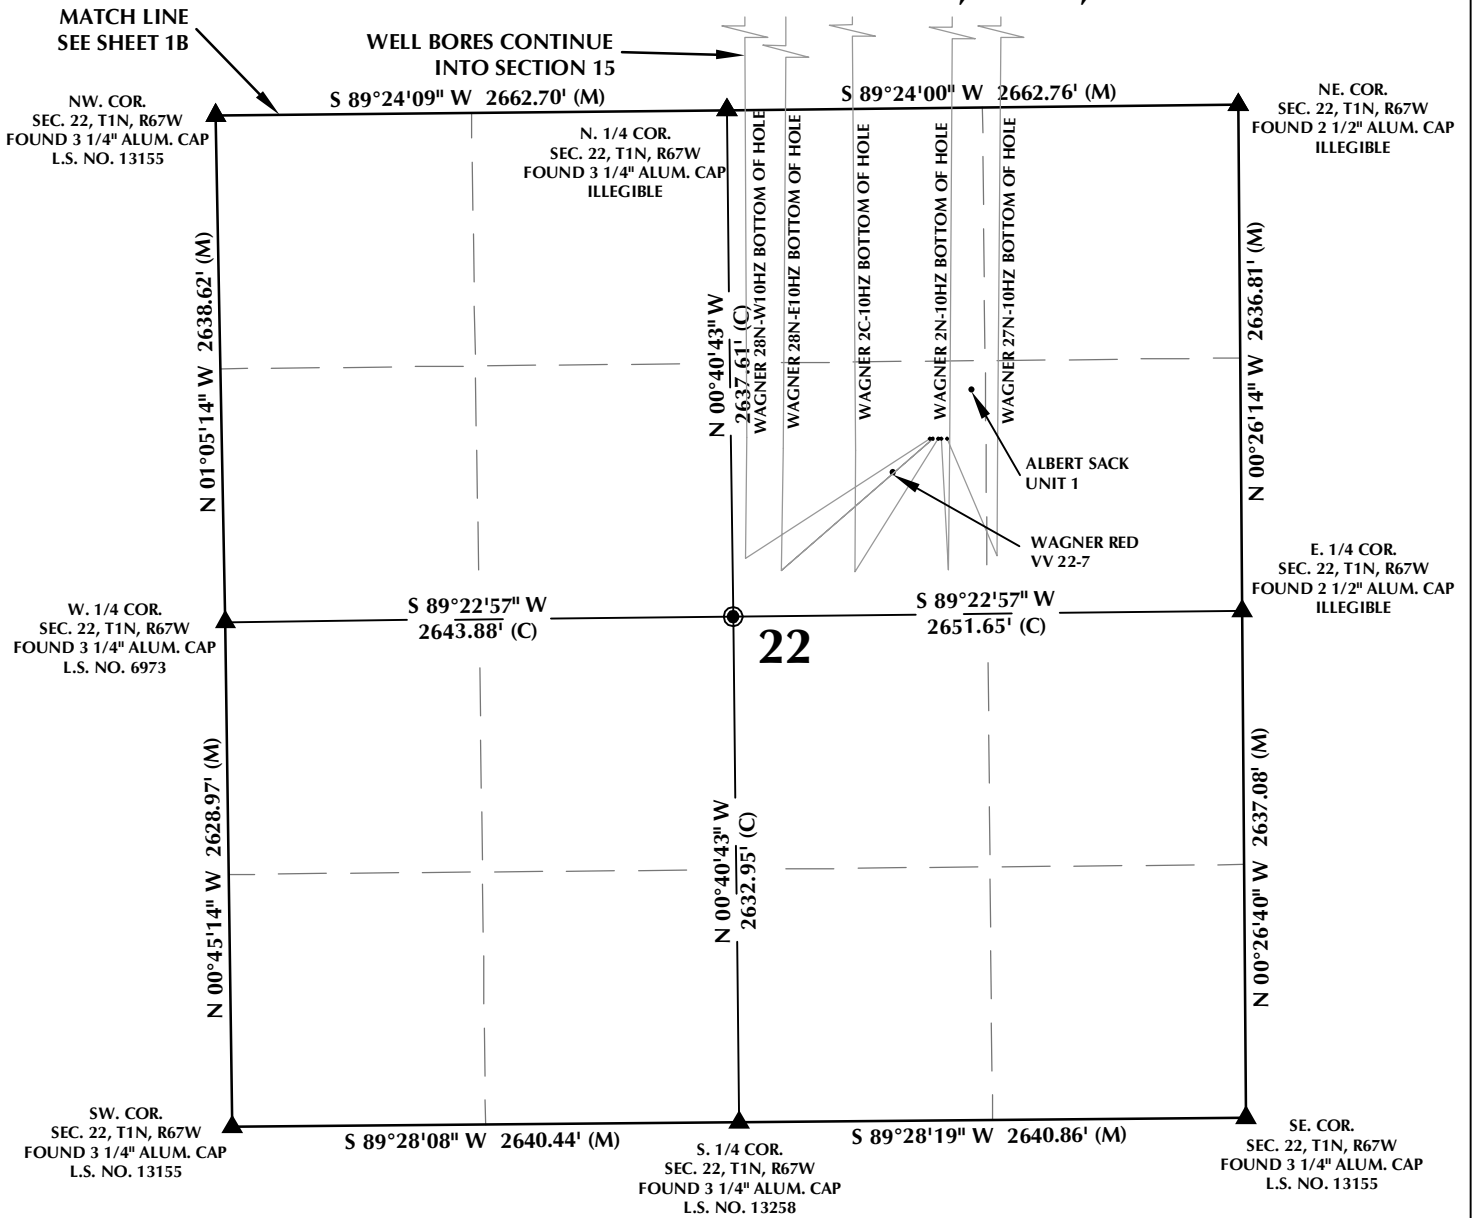 MATCH LINE
SEE SHEET 1B
WELL BORES CONTINUE
INTO SECTION 15
NW. COR.
SEC. 22, T1N, R67W
FOUND 3 1/4" ALUM. CAP
L.S. NO. 13155
S 89°24'09" W 2662.70' (M)
N. 1/4 COR.
SEC. 22, T1N, R67W
FOUND 3 1/4" ALUM. CAP
ILLEGIBLE
S 89°24'00" W 2662.76' (M)
NE. COR.
SEC. 22, T1N, R67W
FOUND 2 1/2" ALUM. CAP
ILLEGIBLE
N 01°05'14" W 2638.62' (M)
N 00°40'43" W
2637.61' (C)
WAGNER 28N-W10HZ BOTTOM OF HOLE
WAGNER 28N-E10HZ BOTTOM OF HOLE
WAGNER 2C-10HZ BOTTOM OF HOLE
WAGNER 2N-10HZ BOTTOM OF HOLE
WAGNER 27N-10HZ BOTTOM OF HOLE
N 00°26'14" W 2636.81' (M)
ALBERT SACK
UNIT 1
WAGNER RED
VV 22-7
W. 1/4 COR.
SEC. 22, T1N, R67W
FOUND 3 1/4" ALUM. CAP
L.S. NO. 6973
S 89°22'57" W
2643.88' (C)
22
S 89°22'57" W
2651.65' (C)
E. 1/4 COR.
SEC. 22, T1N, R67W
FOUND 2 1/2" ALUM. CAP
ILLEGIBLE
N 00°45'14" W 2628.97' (M)
N 00°40'43" W
2632.95' (C)
N 00°26'40" W 2637.08' (M)
SW. COR.
SEC. 22, T1N, R67W
FOUND 3 1/4" ALUM. CAP
L.S. NO. 13155
S 89°28'08" W 2640.44' (M)
S. 1/4 COR.
SEC. 22, T1N, R67W
FOUND 3 1/4" ALUM. CAP
L.S. NO. 13258
S 89°28'19" W 2640.86' (M)
SE. COR.
SEC. 22, T1N, R67W
FOUND 3 1/4" ALUM. CAP
L.S. NO. 13155